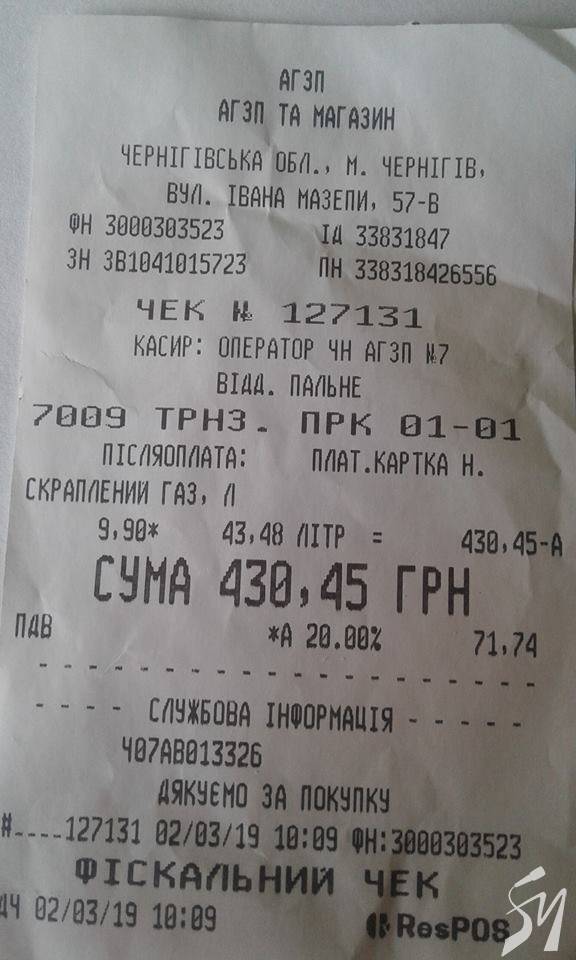 АГЗП
АГЗП ТА МАГАЗИН
ЧЕРНІГІВСЬКА ОБЛ., М. ЧЕРНІГІВ,
ВУЛ. ІВАНА МАЗЕПИ, 57-В
ФН 3000303523 ІД 33831847
ЗН ЗВ1041015723 ПН 338318426556
ЧЕК № 127131
КАСИР: ОПЕРАТОР ЧН АГЗП №7
ВІДД. ПАЛЬНЕ
7009 ТРНЗ. ПРК 01-01
ПІСЛЯОПЛАТА: ПЛАТ.КАРТКА Н.
СКРАПЛЕНИЙ ГАЗ, Л
9,90* 43,48 ЛІТР = 430,45-А
СУМА 430,45 ГРН
ПДВ *А 20.00% 71,74
- - - - - - - - - - - - - - - - - - - -
- - - - СЛУЖБОВА ІНФОРМАЦІЯ - - - - -
Ч07АВ013326
ДЯКУЄМО ЗА ПОКУПКУ
#....127131 02/03/19 10:09 ФН:3000303523
ФІСКАЛЬНИЙ ЧЕК
02/03/19 10:09 ResPOS